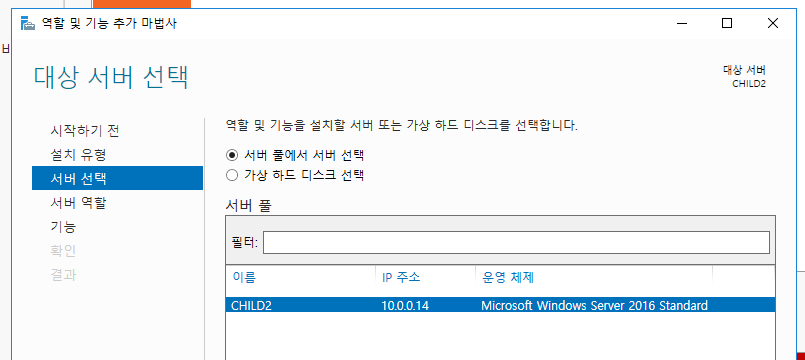 역할 및 기능 추가 마법사
대상 서버 선택
대상 서버
CHILD2
시작하기 전
설치 유형
서버 선택
서버 역할
기능
확인
결과
역할 및 기능을 설치할 서버 또는 가상 하드 디스크를 선택합니다.
서버 풀에서 서버 선택
가상 하드 디스크 선택
서버 풀
필터:
이름 IP 주소 운영 체제
CHILD2 10.0.0.14 Microsoft Windows Server 2016 Standard